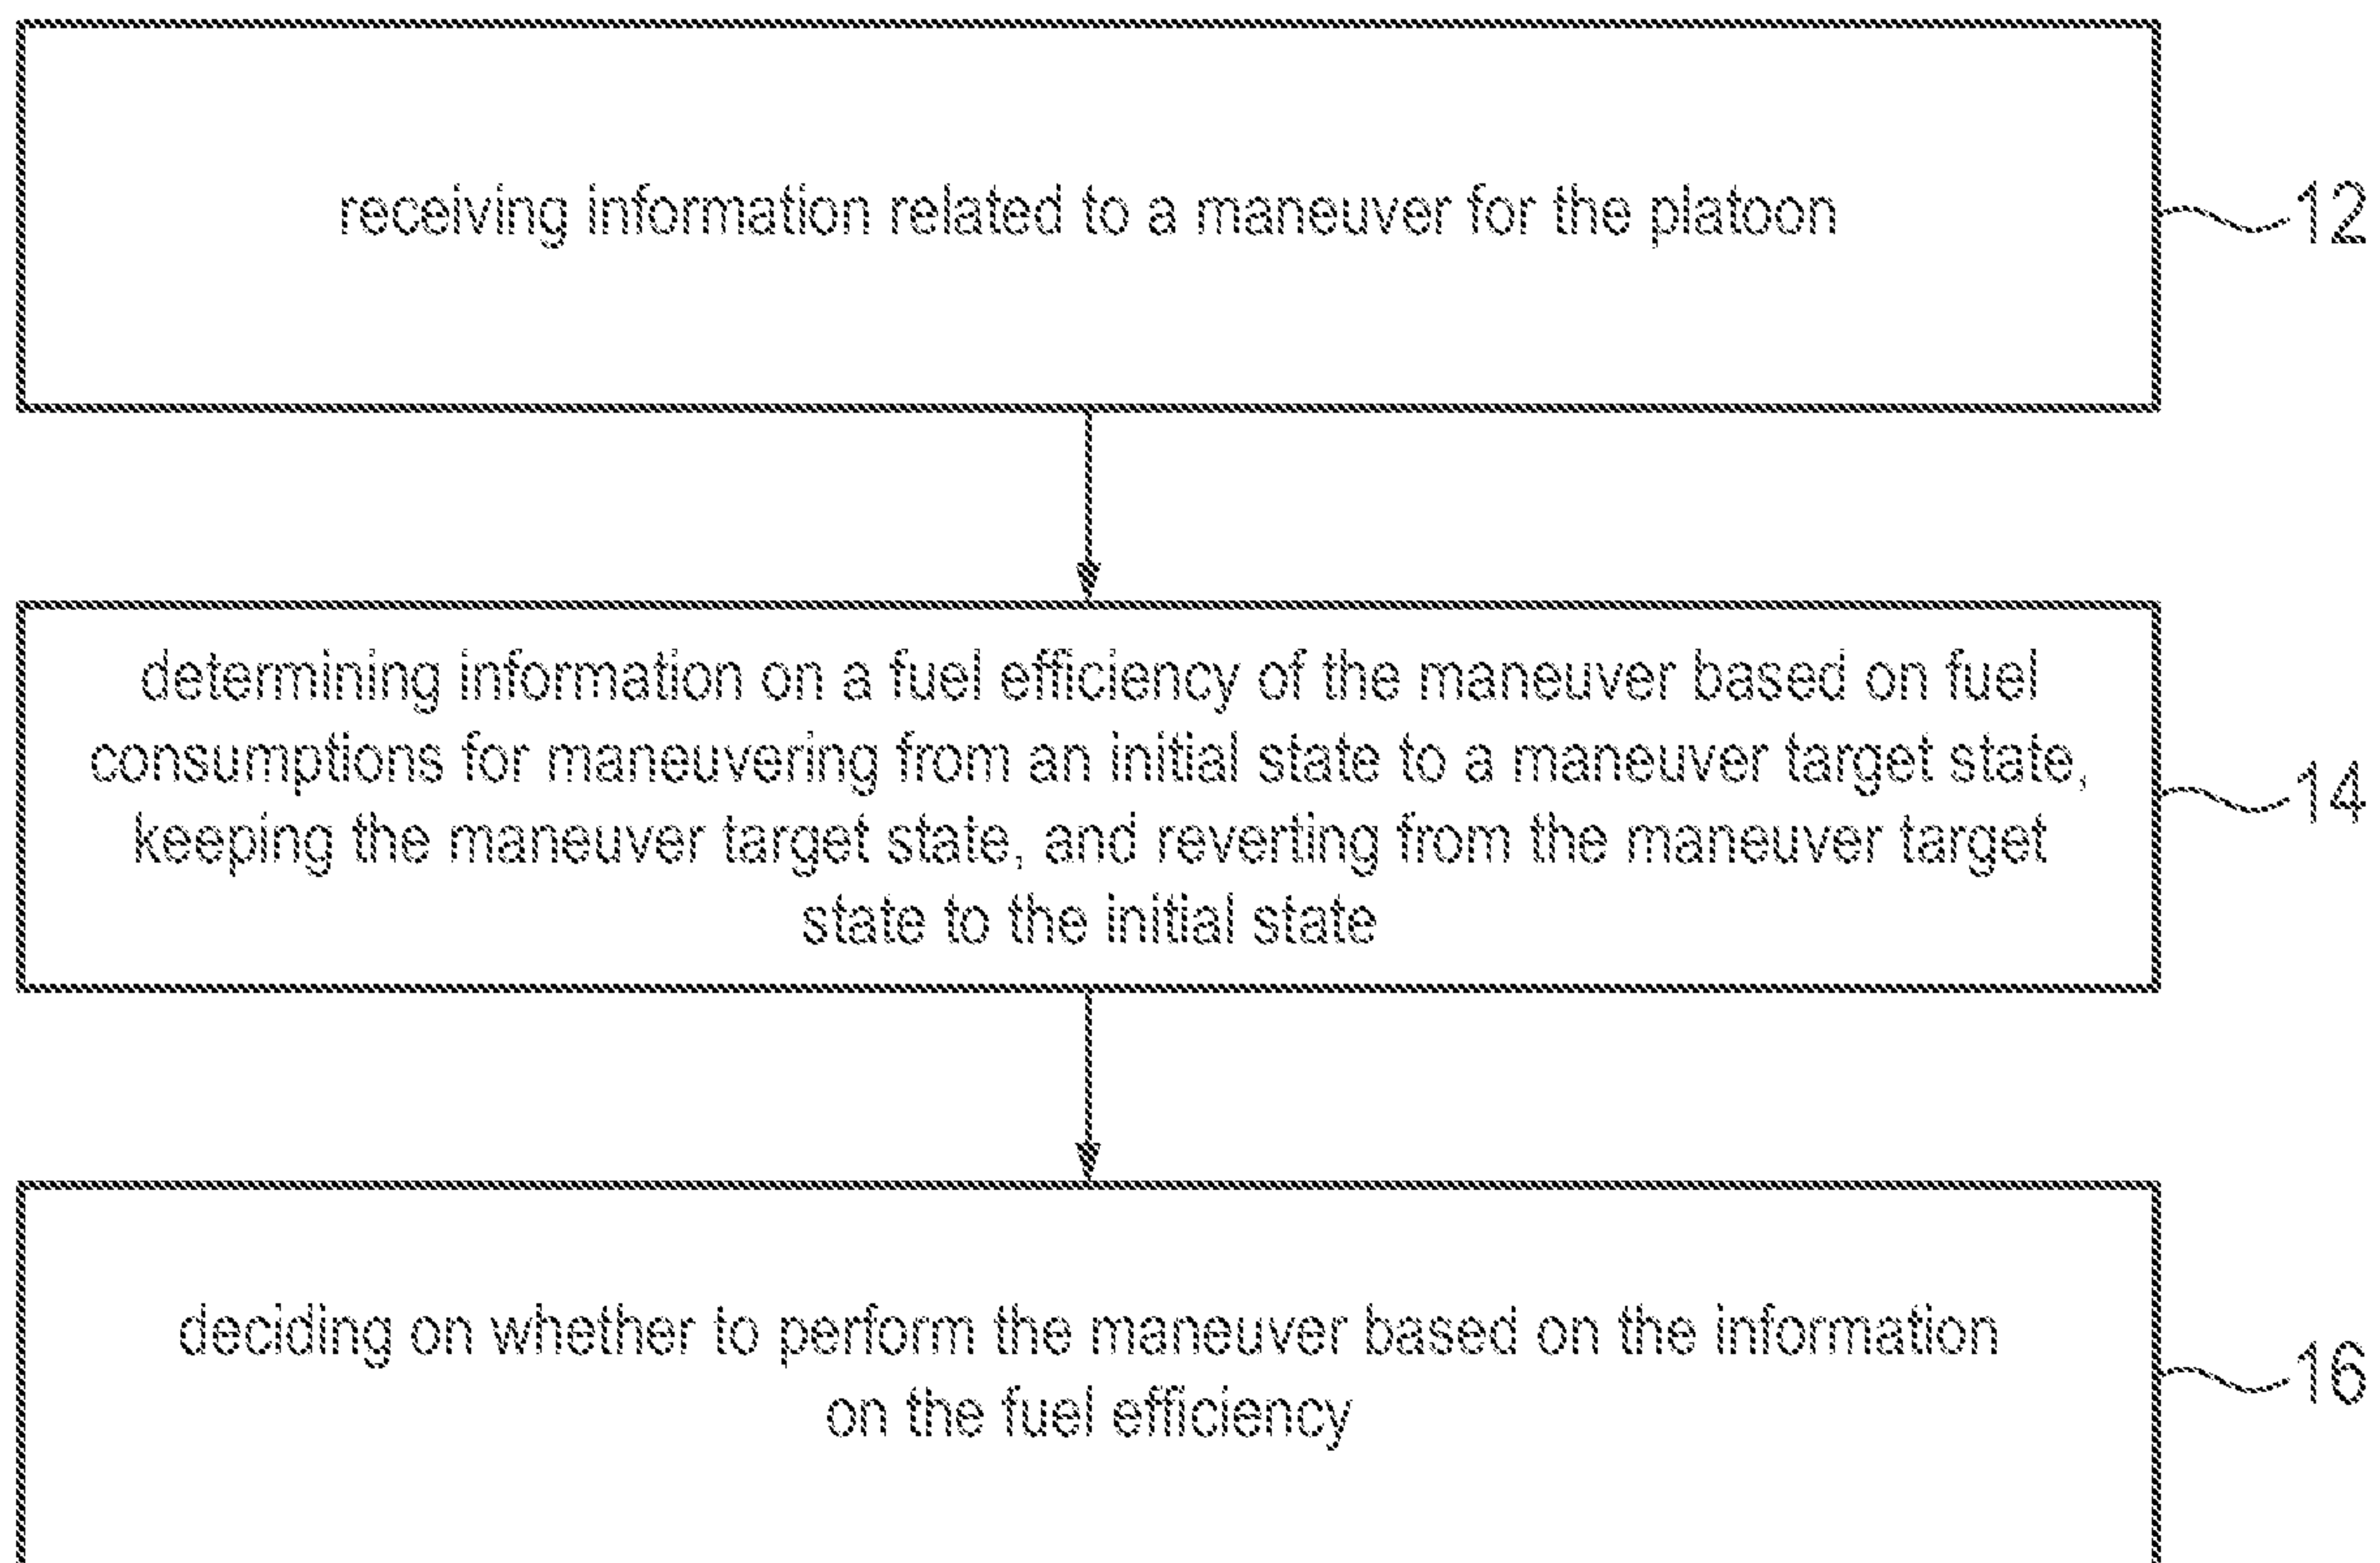 receiving information related to a maneuver for the platoon
12
determining information on a fuel efficiency of the maneuver based on fuel
consumptions for maneuvering from an initial state to a maneuver target state,
keeping the maneuver target state, and reverting from the maneuver target
state to the initial state
14
deciding on whether to perform the maneuver based on the information
on the fuel efficiency
16